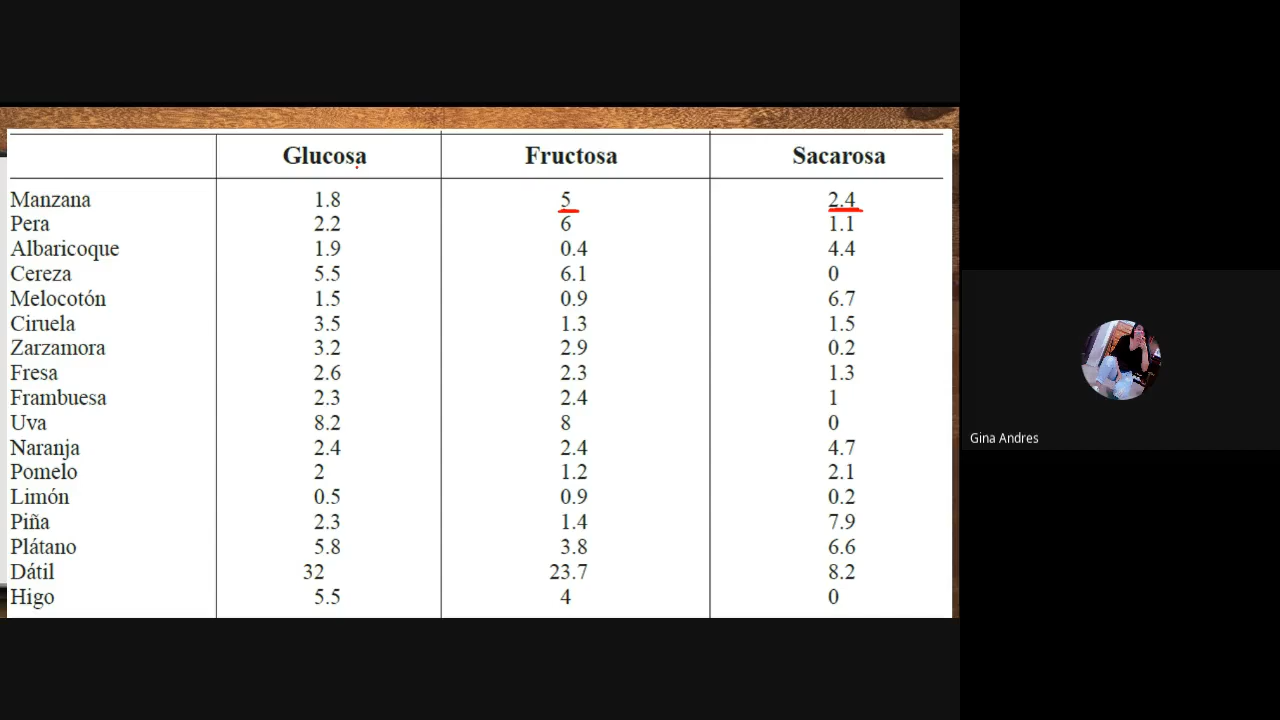 Glucosa Fructosa Sacarosa
Manzana 1.8 5 2.4
Pera 2.2 6 1.1
Albaricoque 1.9 0.4 4.4
Cereza 5.5 6.1 0
Melocotón 1.5 0.9 6.7
Ciruela 3.5 1.3 1.5
Zarzamora 3.2 2.9 0.2
Fresa 2.6 2.3 1.3
Frambuesa 2.3 2.4 1
Uva 8.2 8 0
Naranja 2.4 2.4 4.7
Pomelo 2 1.2 2.1
Limón 0.5 0.9 0.2
Piña 2.3 1.4 7.9
Plátano 5.8 3.8 6.6
Dátil 32 23.7 8.2
Higo 5.5 4 0
Gina Andres